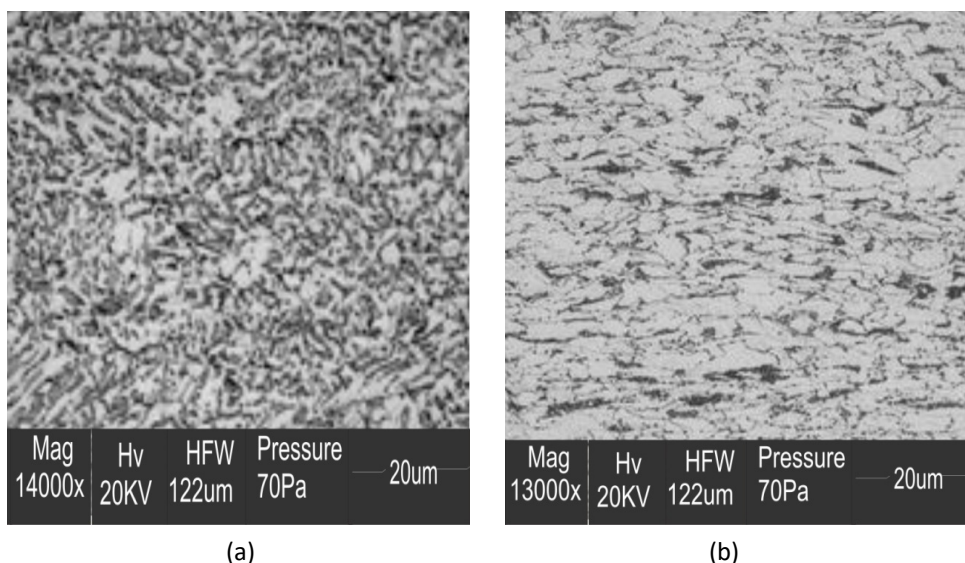 Mag Hv HFW Pressure 20um
14000x 20KV 122um 70Pa
Mag Hv HFW Pressure 20um
13000x 20KV 122um 70Pa
(a) (b)